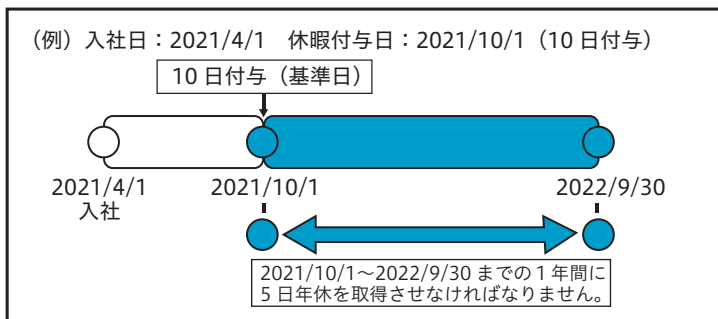 （例）入社日：2021/4/1　休暇付与日：2021/10/1（10 日付与）
10 日付与（基準日）
2021/4/1
入社
2021/10/1
2022/9/30
2021/10/1～2022/9/30 までの 1 年間に
5 日年休を取得させなければなりません。